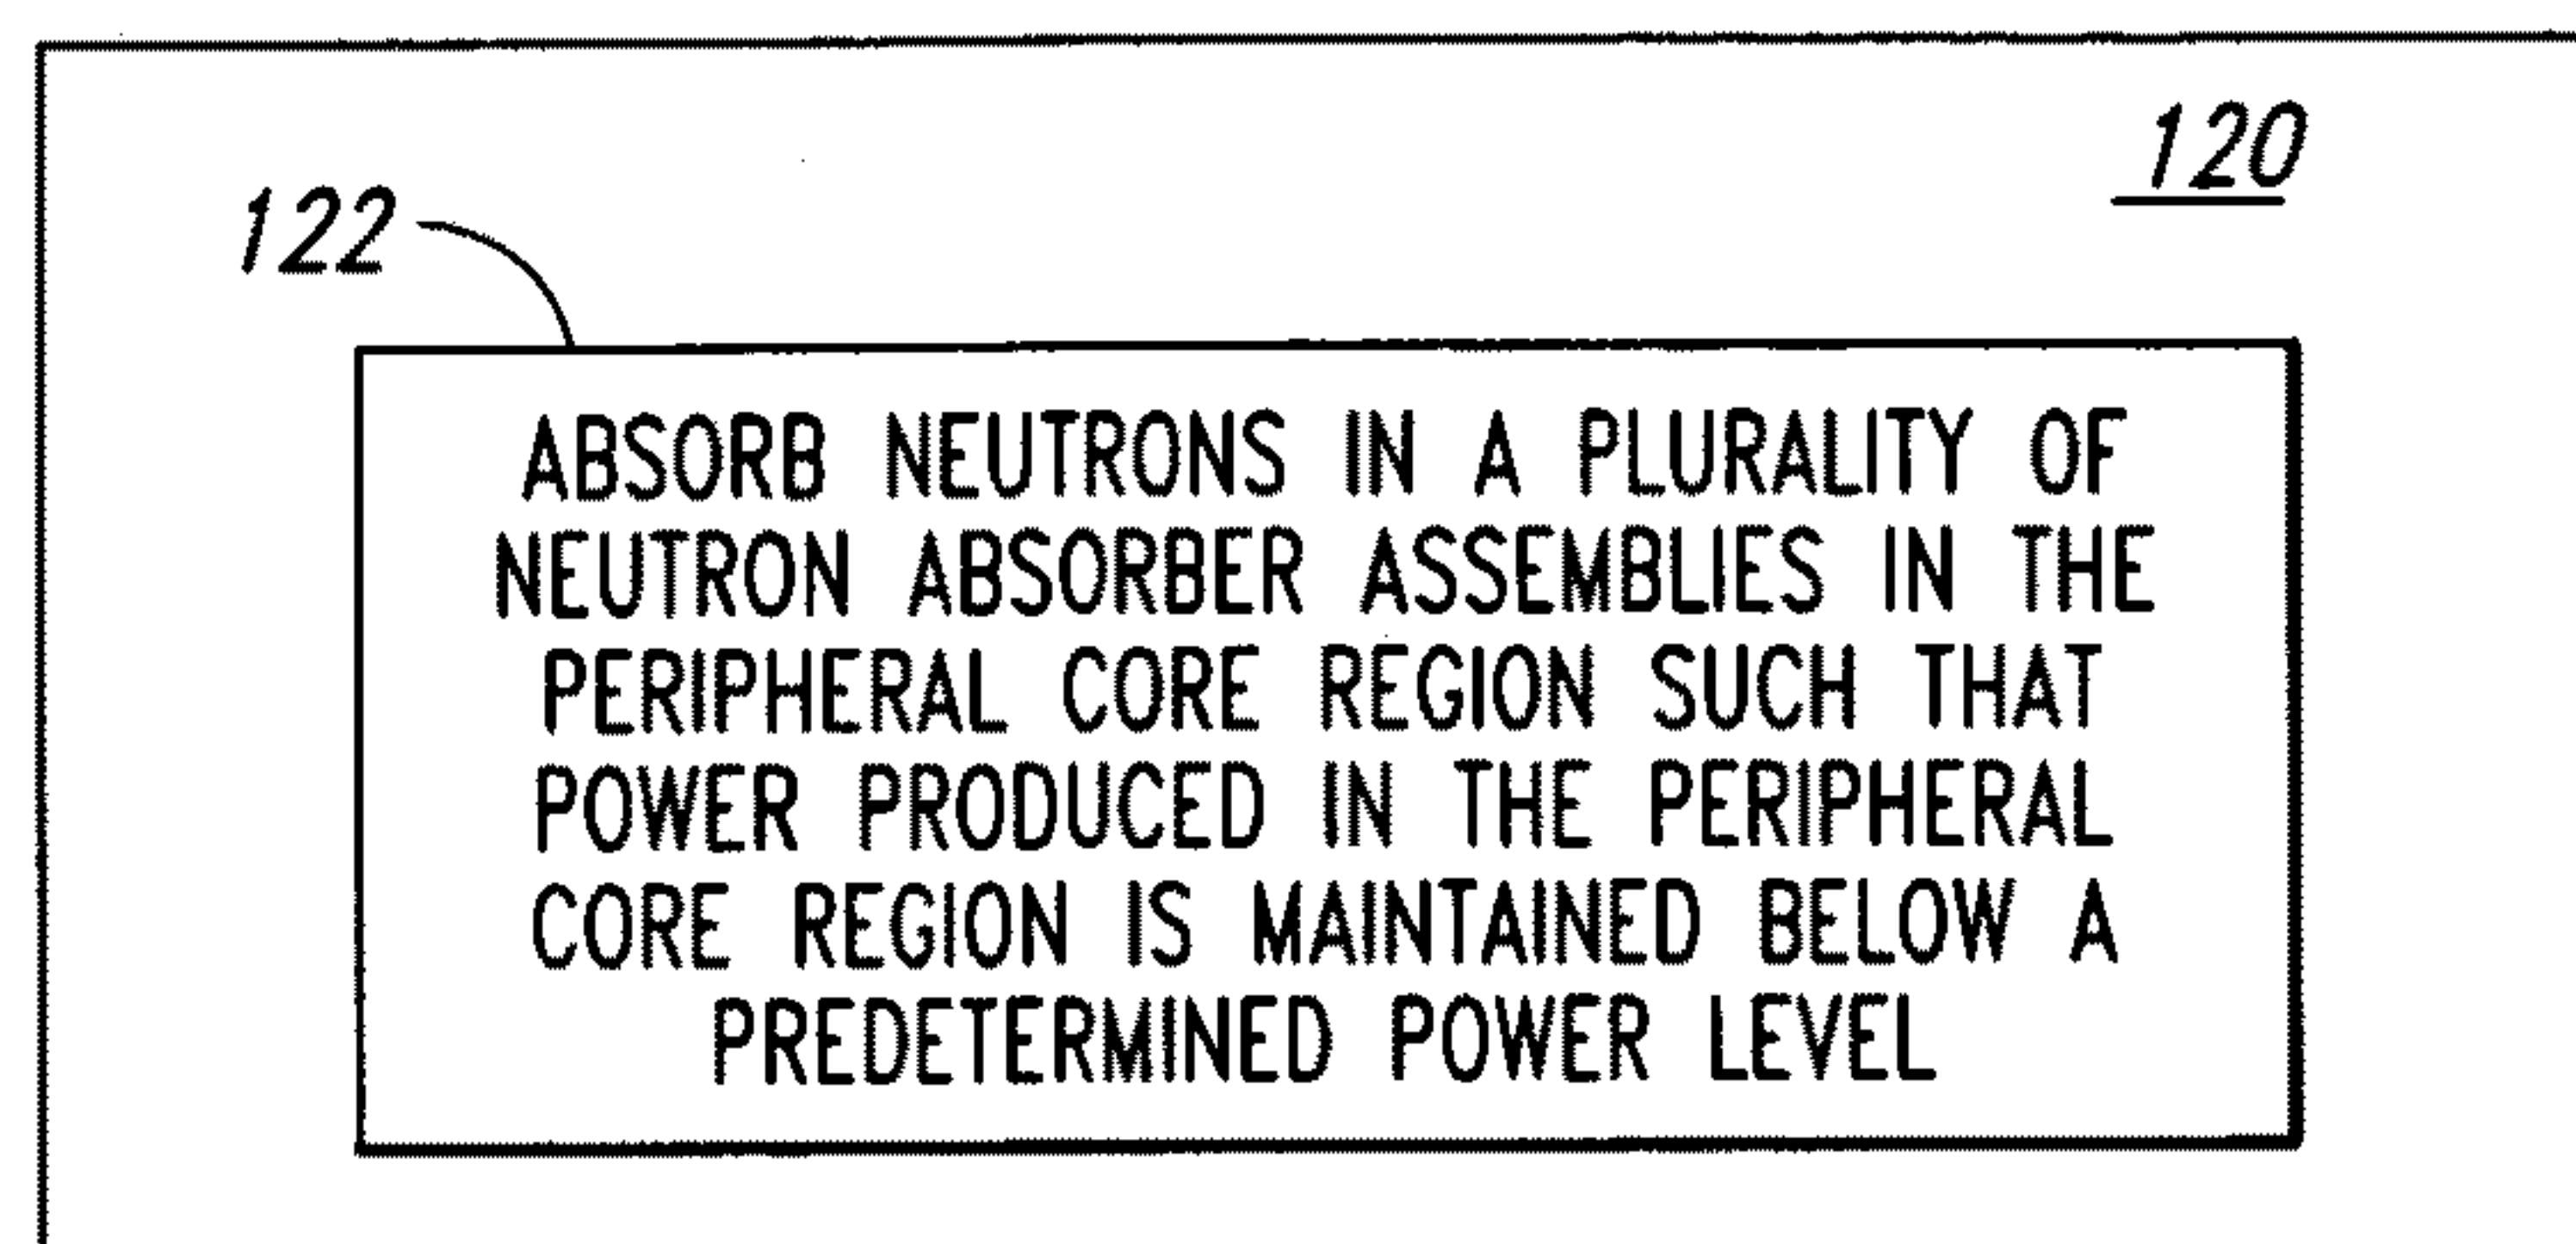 120
122
ABSORB NEUTRONS IN A PLURALITY OF
NEUTRON ABSORBER ASSEMBLIES IN THE
PERIPHERAL CORE REGION SUCH THAT
POWER PRODUCED IN THE PERIPHERAL
CORE REGION IS MAINTAINED BELOW A
PREDETERMINED POWER LEVEL